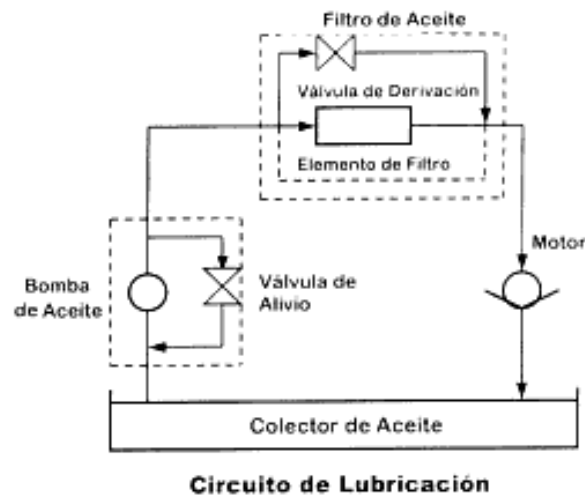 Filtro de Aceite
Válvula de Derivación
Elemento de Filtro
Motor
Bomba
de Aceite
Válvula de
Alivio
Colector de Aceite
Circuito de Lubricación